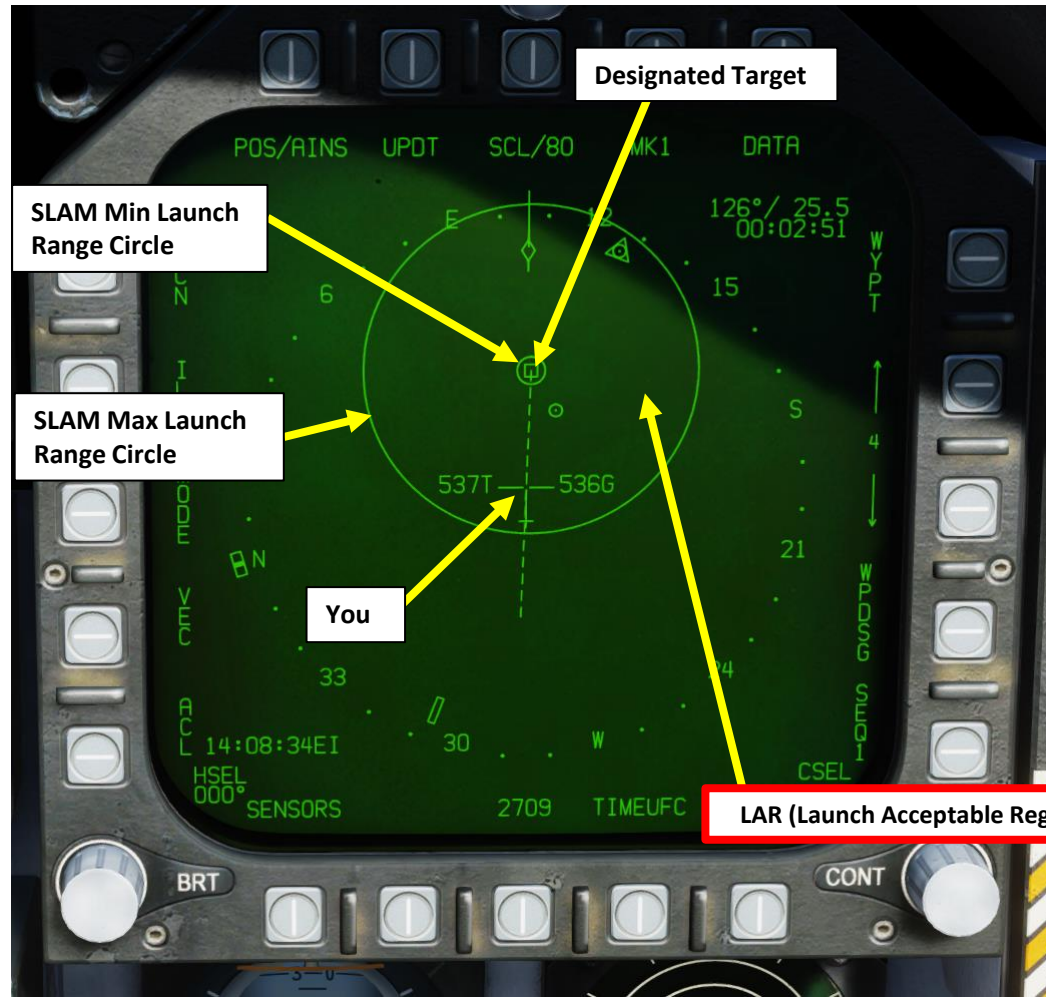 Designated Target
POS/AINS UPDT SCL/80 MK1 DATA
SLAM Min Launch
Range Circle
E 12 126°/ 25.5
00:02:51
WYPT
6 15
SLAM Max Launch
Range Circle
S
4
537T 536G
N 21
You
VEC
WPDSG
33 24
ACL
14:08:34EI 30 W
SEQ1
HSEL CSEL
000°
SENSORS 2709 TIMEUFC
LAR (Launch Acceptable Reg
BRT CONT